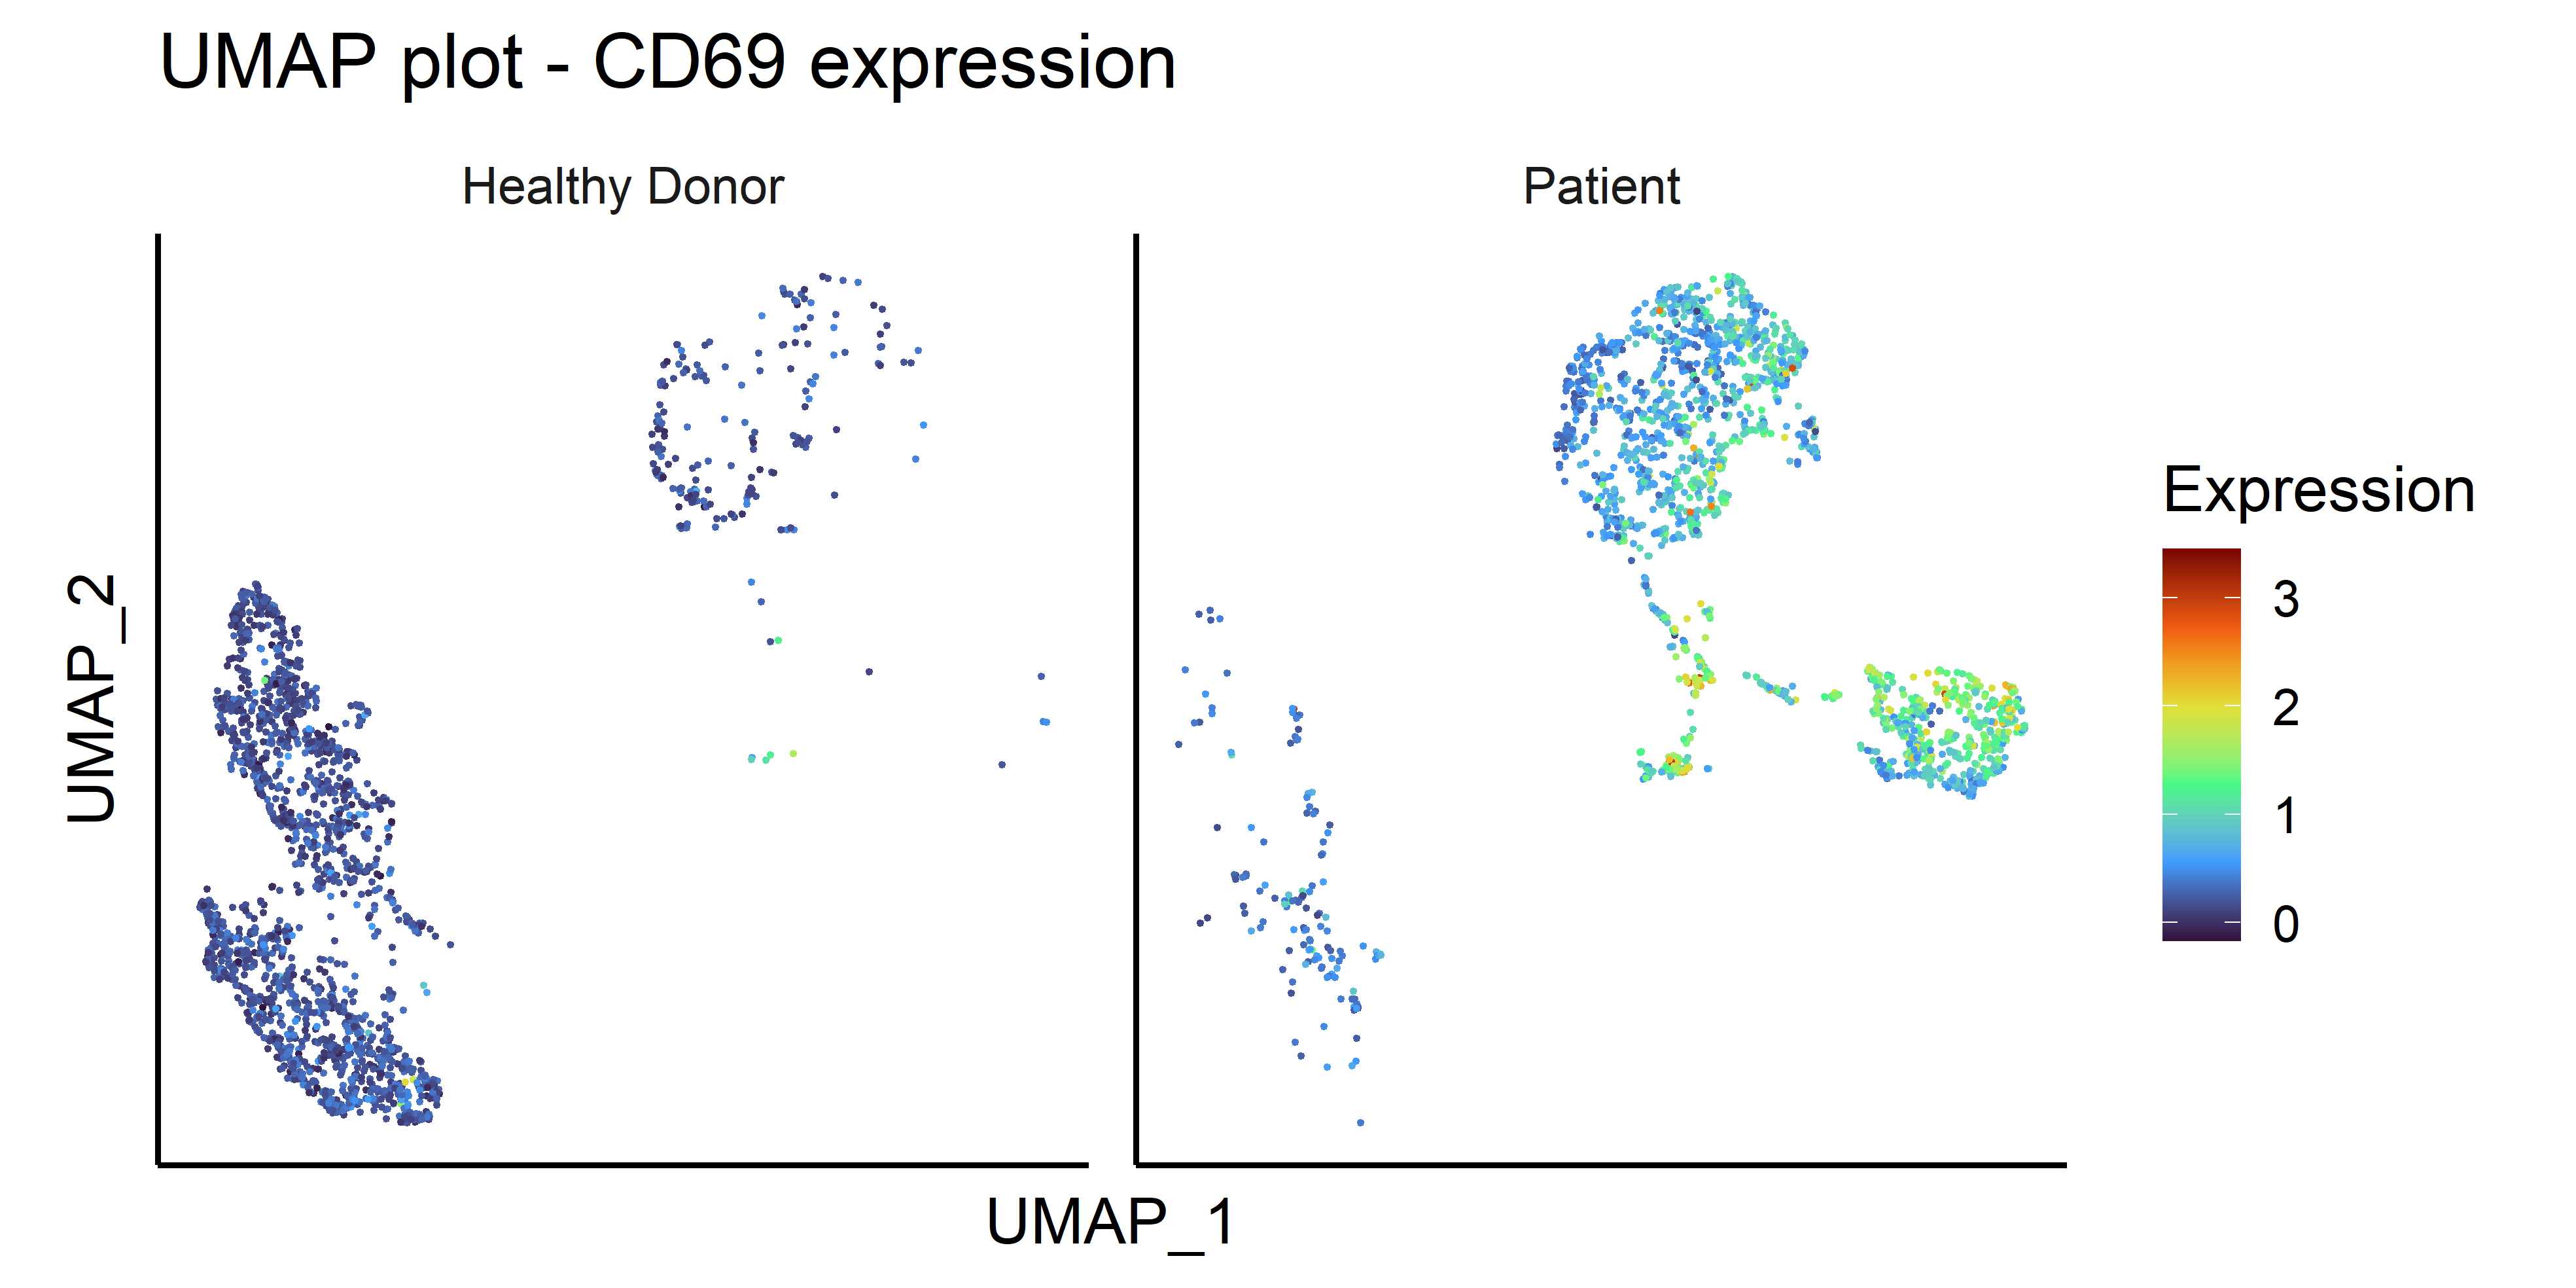 UMAP plot - CD69 expression
Healthy Donor
Patient
UMAP_2
UMAP_1
Expression
3
2
1
0